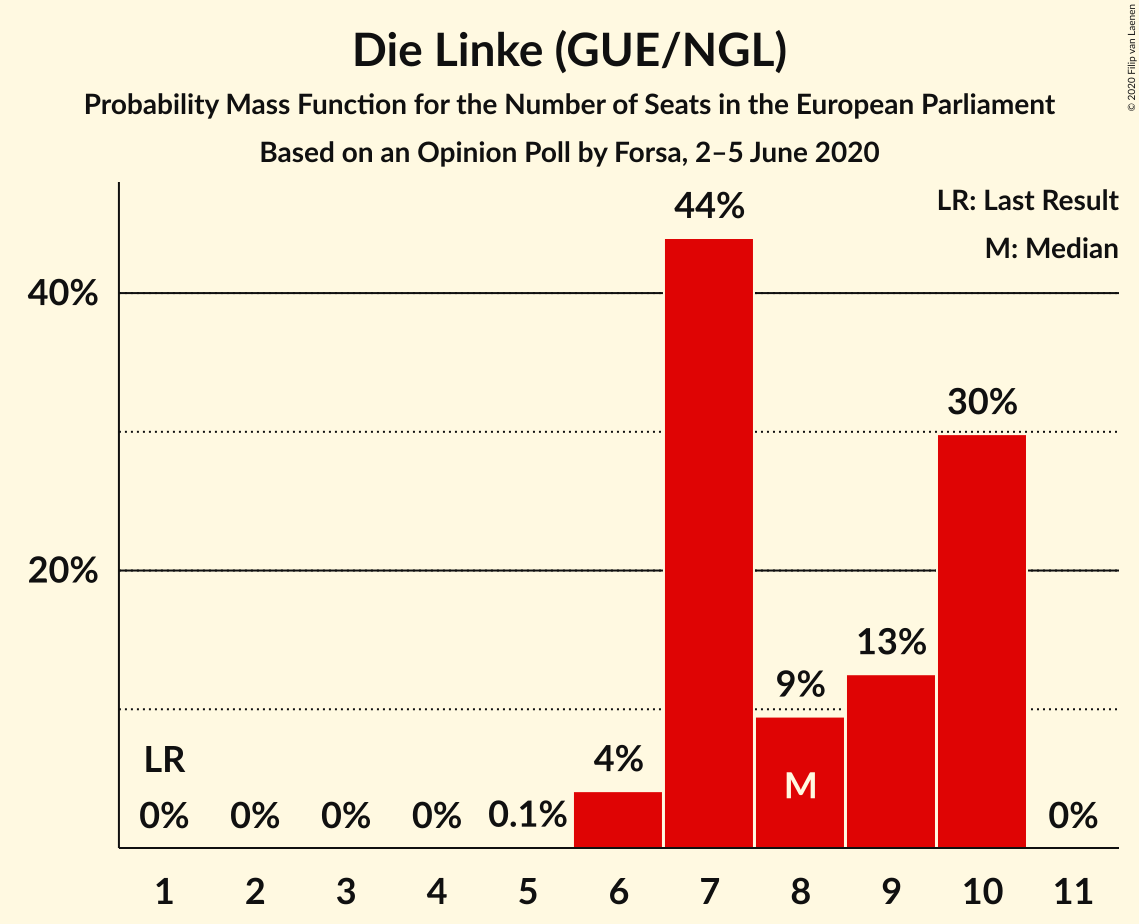 Die Linke (GUE/NGL)
Probability Mass Function for the Number of Seats in the European Parliament
Based on an Opinion Poll by Forsa, 2–5 June 2020
© 2020 Filip van Laenen
LR: Last Result
M: Median
44%
40%
30%
20%
13%
9%
4%
LR
M
0% 0% 0% 0% 0.1% 0%
1 2 3 4 5 6 7 8 9 10 11